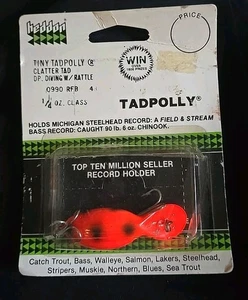 heddon
TINY TADPOLLY ®
CLATTER TAD
DP. DIVING W/RATTLE
0990 RFB 4
1/4 OZ. CLASS
WIN
PRICE
TADPOLLY™
HOLDS MICHIGAN STEELHEAD RECORD: A FIELD & STREAM
BASS RECORD: CAUGHT 90 lb. 6 oz. CHINOOK.
TOP TEN MILLION SELLER
RECORD HOLDER
Catch Trout, Bass, Walleye, Salmon, Lakers, Steelhead,
Stripers, Muskie, Northern, Blues, Sea Trout